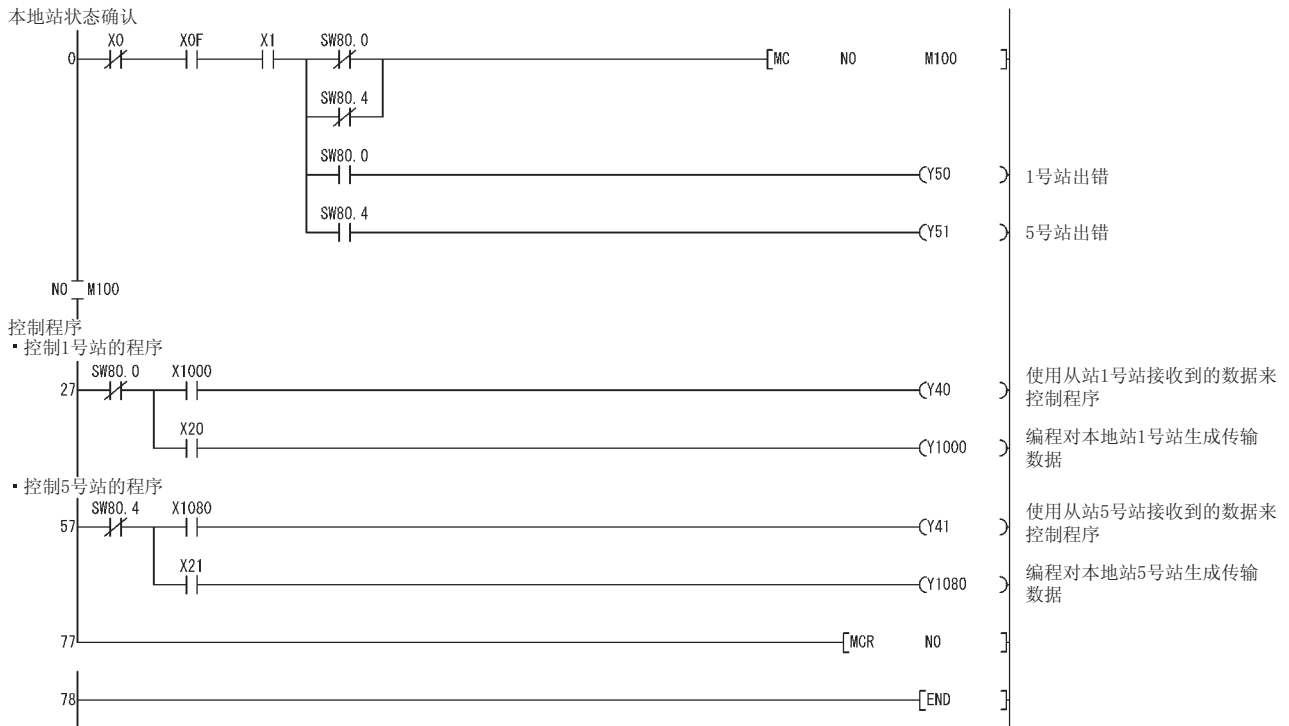 本地站状态确认
X0 X0F X1 SW80.0
0 MC N0 M100
SW80.4
SW80.0
Y50 1号站出错
SW80.4
Y51 5号站出错
N0 M100
控制程序
▪控制1号站的程序
SW80.0 X1000
27 Y40 使用从站1号站接收到的数据来
控制程序
X20
Y1000 编程对本地站1号站生成传输
数据
▪控制5号站的程序
SW80.4 X1080
57 Y41 使用从站5号站接收到的数据来
控制程序
X21
Y1080 编程对本地站5号站生成传输
数据
77 MCR N0
78 END